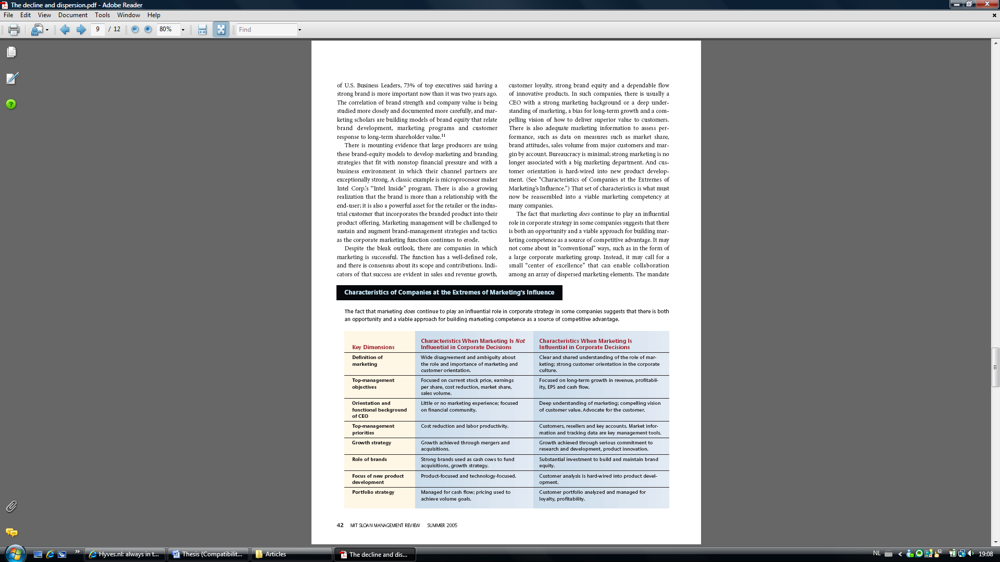 The decline and dispersion.pdf - Adobe Reader
File Edit View Document Tools Window Help
9 / 12 80% Find
of U.S. Business Leaders, 73% of top executives said having a
strong brand is more important now than it was two years ago.
The correlation of brand strength and company value is being
studied more closely and documented more carefully, and mar-
keting scholars are building models of brand equity that relate
brand development, marketing programs and customer
response to long-term shareholder value.11
There is mounting evidence that large producers are using
these brand-equity models to develop marketing and branding
strategies that fit with nonstop financial pressure and with a
business environment in which their channel partners are
exceptionally strong. A classic example is microprocessor maker
Intel Corp.'s “Intel Inside” program. There is also a growing
realization that the brand is more than a relationship with the
end-user; it is also a powerful asset for the retailer or the indus-
trial customer that incorporates the branded product into their
product offering. Marketing management will be challenged to
sustain and augment brand-management strategies and tactics
as the corporate marketing function continues to erode.
Despite the bleak outlook, there are companies in which
marketing is successful. The function has a well-defined role,
and there is consensus about its scope and contributions. Indi-
cators of that success are evident in sales and revenue growth,
customer loyalty, strong brand equity and a dependable flow
of innovative products. In such companies, there is usually a
CEO with a strong marketing background or a deep under-
standing of marketing, a bias for long-term growth and a com-
pelling vision of how to deliver superior value to customers.
There is also adequate marketing information to assess per-
formance, such as data on measures such as market share,
brand attitudes, sales volume from major customers and mar-
gin by account. Bureaucracy is minimal; strong marketing is no
longer associated with a big marketing department. And cus-
tomer orientation is hard-wired into new product develop-
ment. (See “Characteristics of Companies at the Extremes of
Marketing's Influence.”) That set of characteristics is what must
now be reassembled into a viable marketing competency at
many companies.
The fact that marketing does continue to play an influential
role in corporate strategy in some companies suggests that there
is both an opportunity and a viable approach for building mar-
keting competence as a source of competitive advantage. It may
not come about in “conventional” ways, such as in the form of
a large corporate marketing group. Instead, it may call for a
small “center of excellence” that can enable collaboration
among an array of dispersed marketing elements. The mandate
Characteristics of Companies at the Extremes of Marketing's Influence
The fact that marketing does continue to play an influential role in corporate strategy in some companies suggests that there is both
an opportunity and a viable approach for building marketing competence as a source of competitive advantage.
Key Dimensions
Characteristics When Marketing Is Not
Influential in Corporate Decisions
Characteristics When Marketing Is
Influential in Corporate Decisions
Definition of
marketing
Wide disagreement and ambiguity about
the role and importance of marketing and
customer orientation.
Clear and shared understanding of the role of mar-
keting; strong customer orientation in the corporate
culture.
Top-management
objectives
Focused on current stock price, earnings
per share, cost reduction, market share,
sales volume.
Focused on long-term growth in revenue, profitabil-
ity, EPS and cash flow.
Orientation and
functional background
of CEO
Little or no marketing experience; focused
on financial community.
Deep understanding of marketing; compelling vision
of customer value. Advocate for the customer.
Top-management
priorities
Cost reduction and labor productivity.
Customers, resellers and key accounts. Market infor-
mation and tracking data are key management tools.
Growth strategy
Growth achieved through mergers and
acquisitions.
Growth achieved through serious commitment to
research and development, product innovation.
Role of brands
Strong brands used as cash cows to fund
acquisitions, growth strategy.
Substantial investment to build and maintain brand
equity.
Focus of new product
development
Product-focused and technology-focused.
Customer analysis is hard-wired into product devel-
opment.
Portfolio strategy
Managed for cash flow; pricing used to
achieve volume goals.
Customer portfolio analyzed and managed for
loyalty, profitability.
42 MIT SLOAN MANAGEMENT REVIEW SUMMER 2005
Hyves.nl: always in t... Thesis (Compatibilit... Articles The decline and dis... NL 19:08